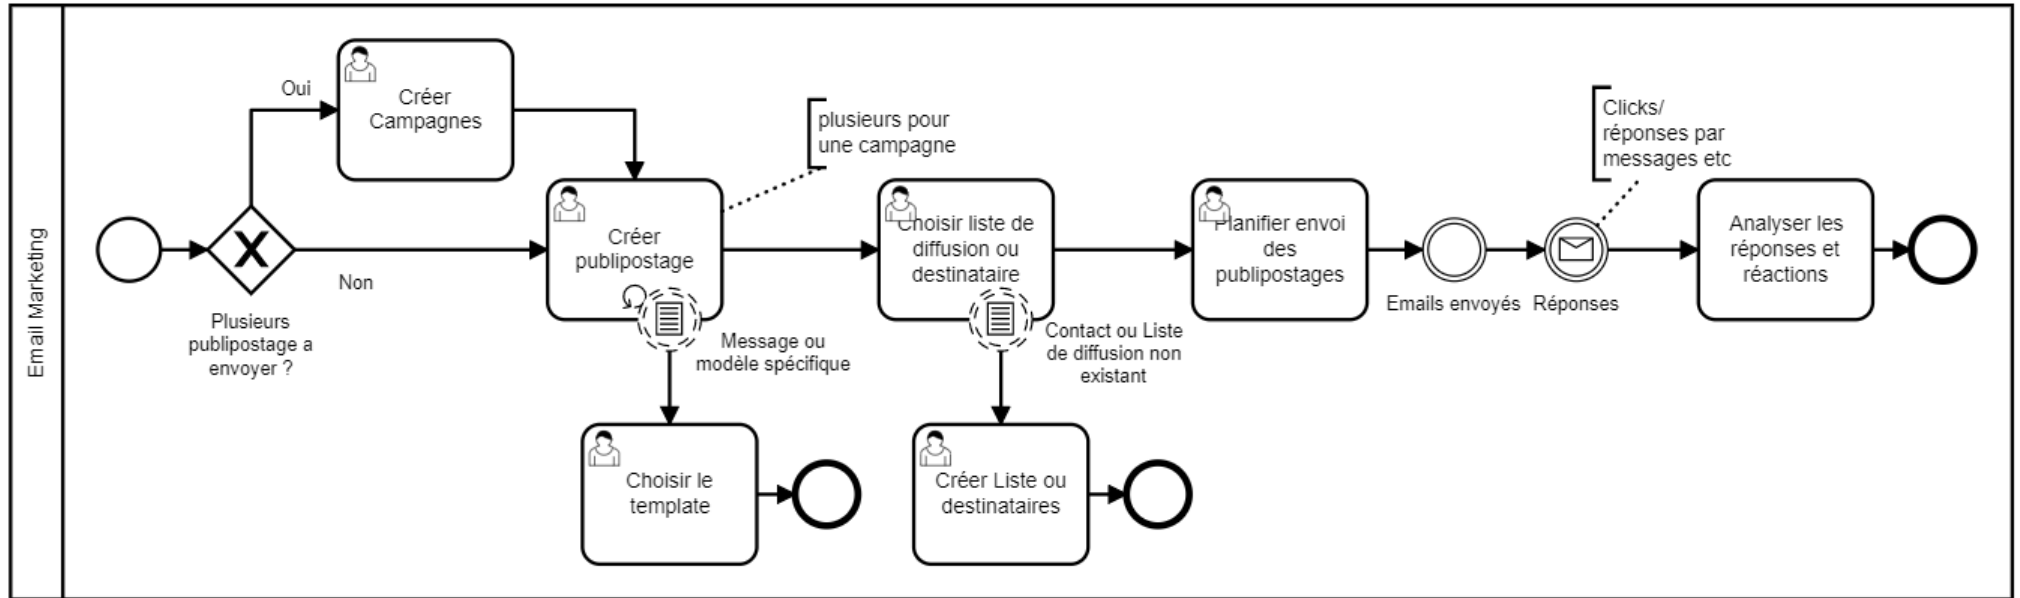 Email Marketing
Oui
Créer
Campagnes
plusieurs pour
une campagne
Clicks/
réponses par
messages etc
Plusieurs
publipostage a
envoyer ?
Non
Créer
publipostage
Message ou
modèle spécifique
Choisir liste de
diffusion ou
destinataire
Contact ou Liste
de diffusion non
existant
Planifier envoi
des
publipostages
Emails envoyés
Réponses
Analyser les
réponses et
réactions
Choisir le
template
Créer Liste ou
destinataires